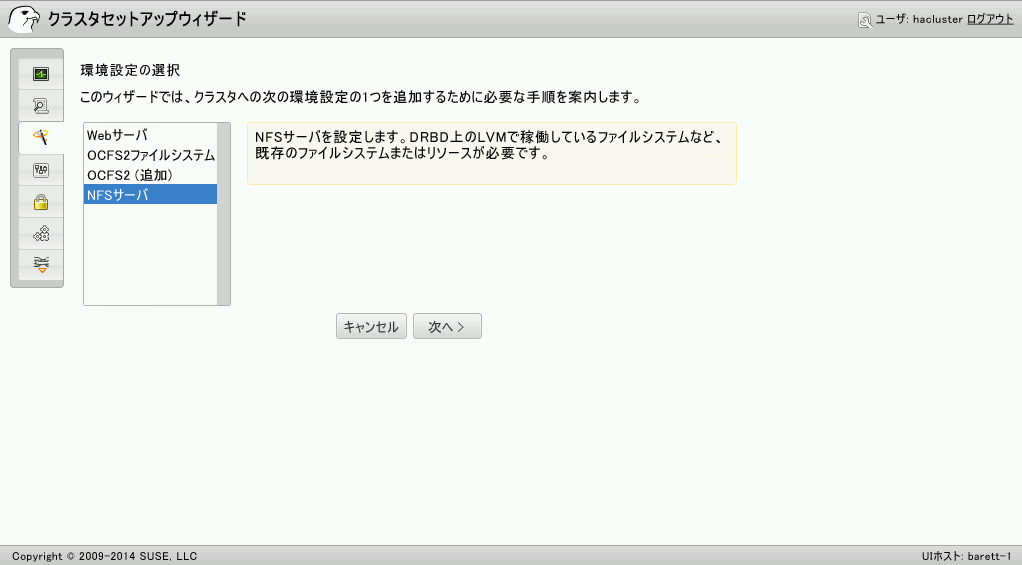 クラスタセットアップウィザード
ユーザ: hacluster ログアウト
環境設定の選択
このウィザードでは、クラスタへの次の環境設定の1つを追加するために必要な手順を案内します。
Webサーバ
OCFS2ファイルシステム
OCFS2 (追加)
NFSサーバ
NFSサーバを設定します。DRBD上のLVMで稼働しているファイルシステムなど、
既存のファイルシステムまたはリソースが必要です。
キャンセル
次へ >
Copyright © 2009-2014 SUSE, LLC
UIホスト: barett-1